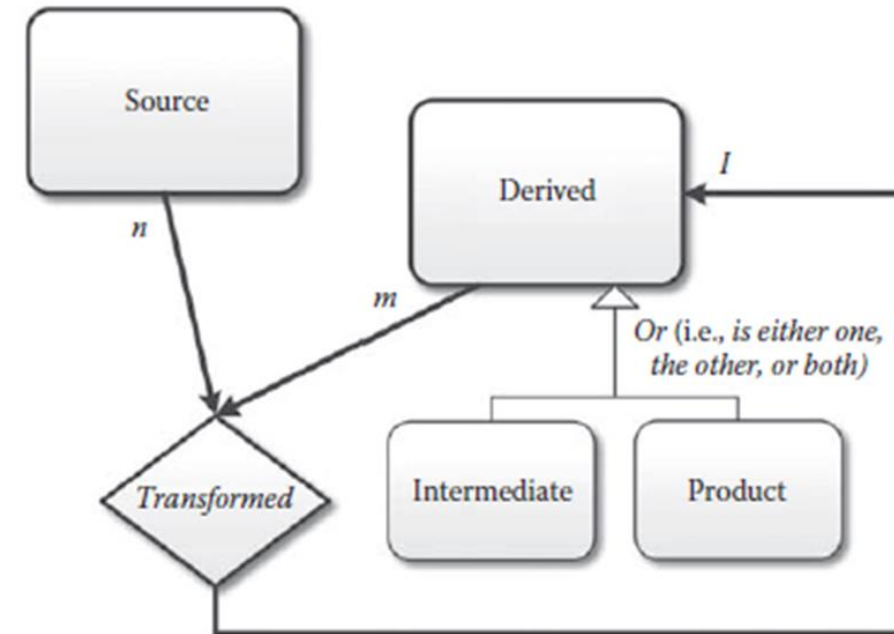 Source
Derived
I
n
m
Or (i.e., is either one,
the other, or both)
Transformed
Intermediate
Product